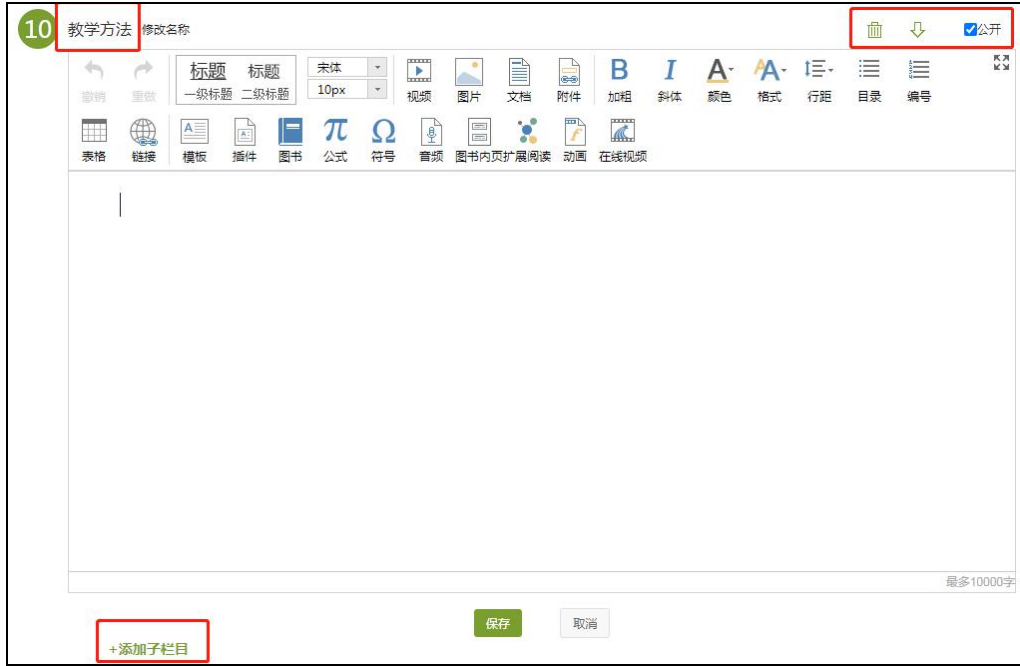 10 教学方法 修改名称 公开
标题 标题 宋体 B I A A
撤销 重做 一级标题 二级标题 10px 视频 图片 文档 附件 加粗 斜体 颜色 格式 行距 目录 编号
π Ω
表格 链接 模板 插件 图书 公式 符号 音频 图书内页 扩展阅读 动画 在线视频
最多10000字
保存 取消
+添加子栏目